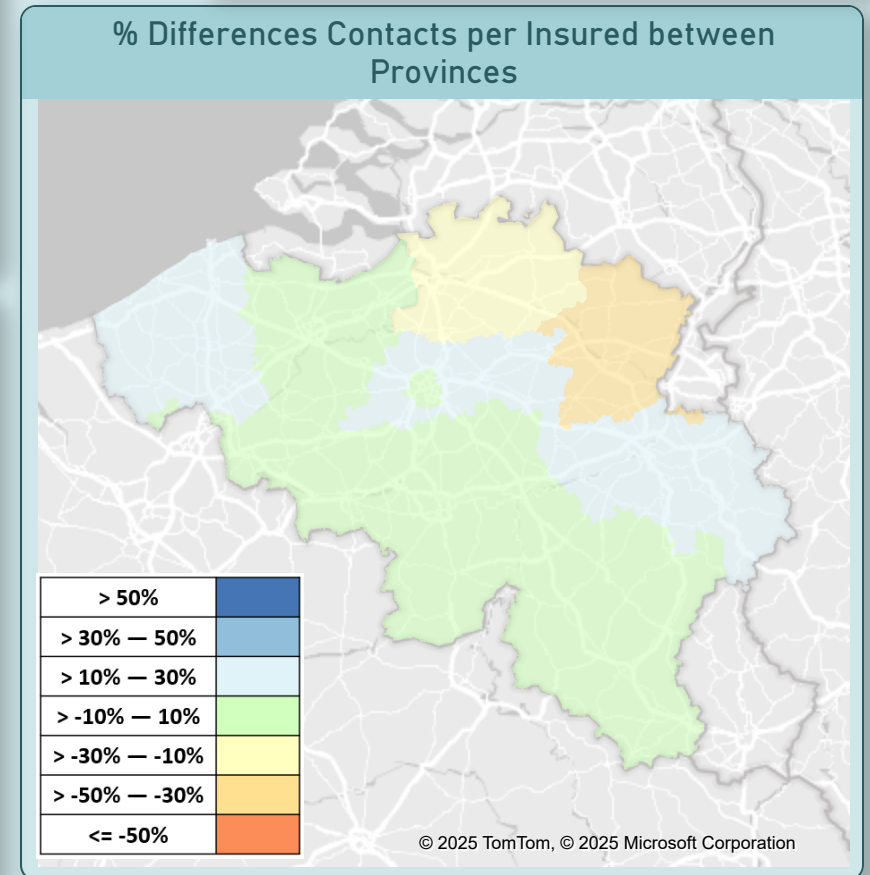 % Differences Contacts per Insured between
Provinces
> 50%
> 30% — 50%
> 10% — 30%
> -10% — 10%
> -30% — -10%
> -50% — -30%
<= -50%
© 2025 TomTom, © 2025 Microsoft Corporation